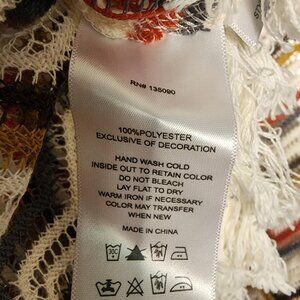 RN# 135090
100%POLYESTER
EXCLUSIVE OF DECORATION
HAND WASH COLD
INSIDE OUT TO RETAIN COLOR
DO NOT BLEACH
LAY FLAT TO DRY
WARM IRON IF NECESSARY
COLOR MAY TRANSFER
WHEN NEW
MADE IN CHINA